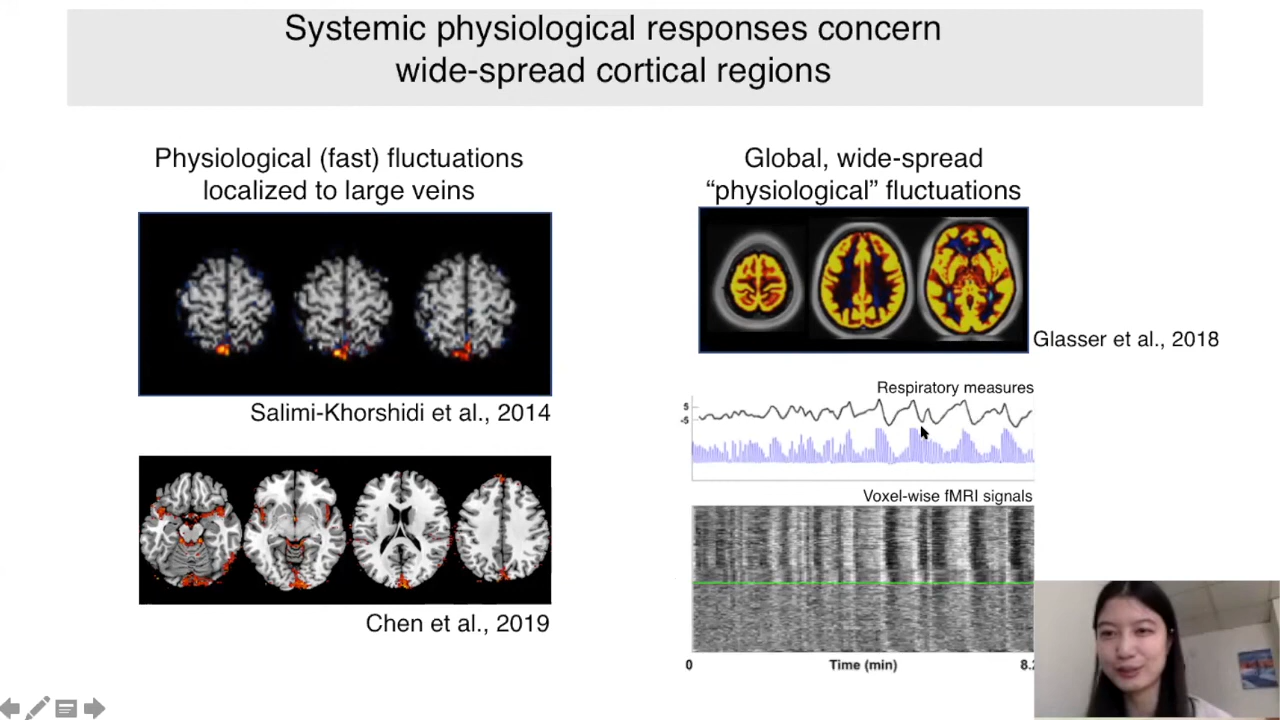 Systemic physiological responses concern
wide-spread cortical regions
Physiological (fast) fluctuations
localized to large veins
Salimi-Khorshidi et al., 2014
Chen et al., 2019
Global, wide-spread
“physiological” fluctuations
Glasser et al., 2018
Respiratory measures
5
-5
Voxel-wise fMRI signals
0
Time (min)
8.